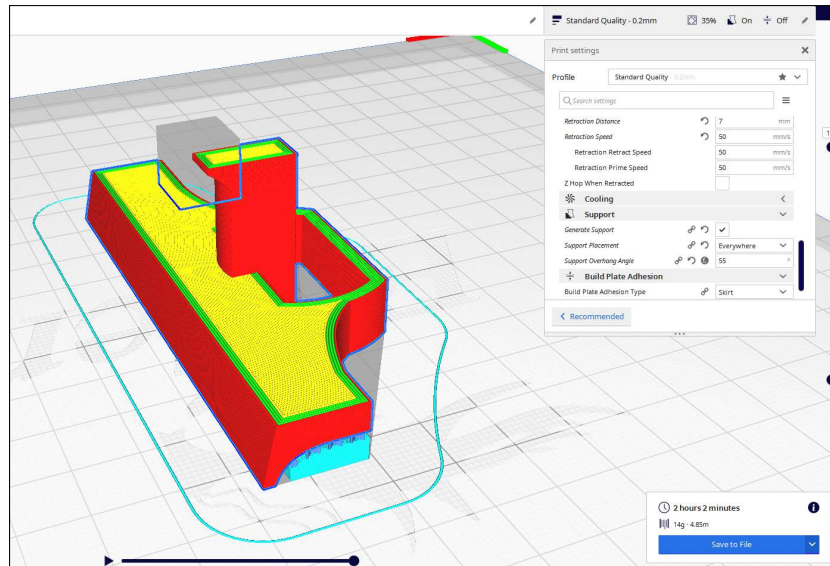 Standard Quality - 0.2mm 35% On Off
Print settings
Profile Standard Quality - 0.2mm
Search settings
Retraction Distance 7 mm
Retraction Speed 50 mm/s
Retraction Retract Speed 50 mm/s
Retraction Prime Speed 50 mm/s
Z Hop When Retracted
Cooling
Support
Generate Support
Support Placement Everywhere
Support Overhang Angle 55 °
Build Plate Adhesion
Build Plate Adhesion Type Skirt
Recommended
2 hours 2 minutes
14g · 4.85m
Save to File